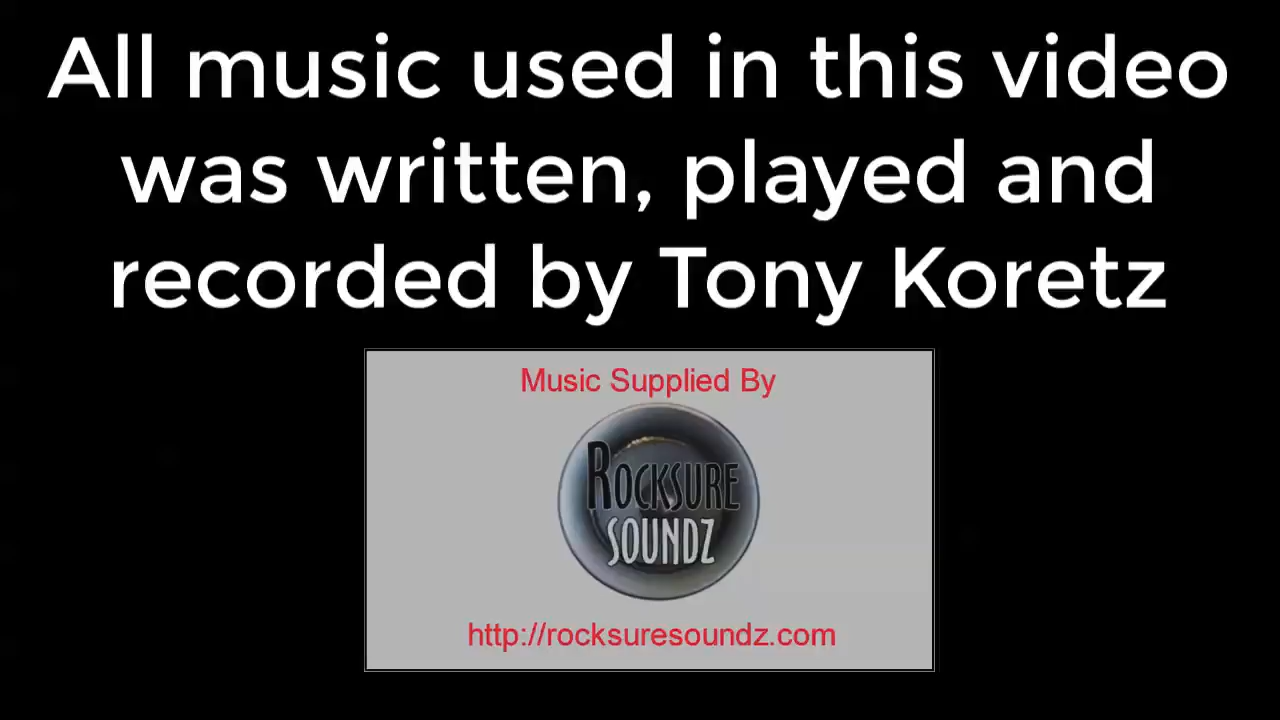 All music used in this video
was written, played and
recorded by Tony Koretz
Music Supplied By
ROCKSURE
SOUNDZ
http://rocksuresoundz.com